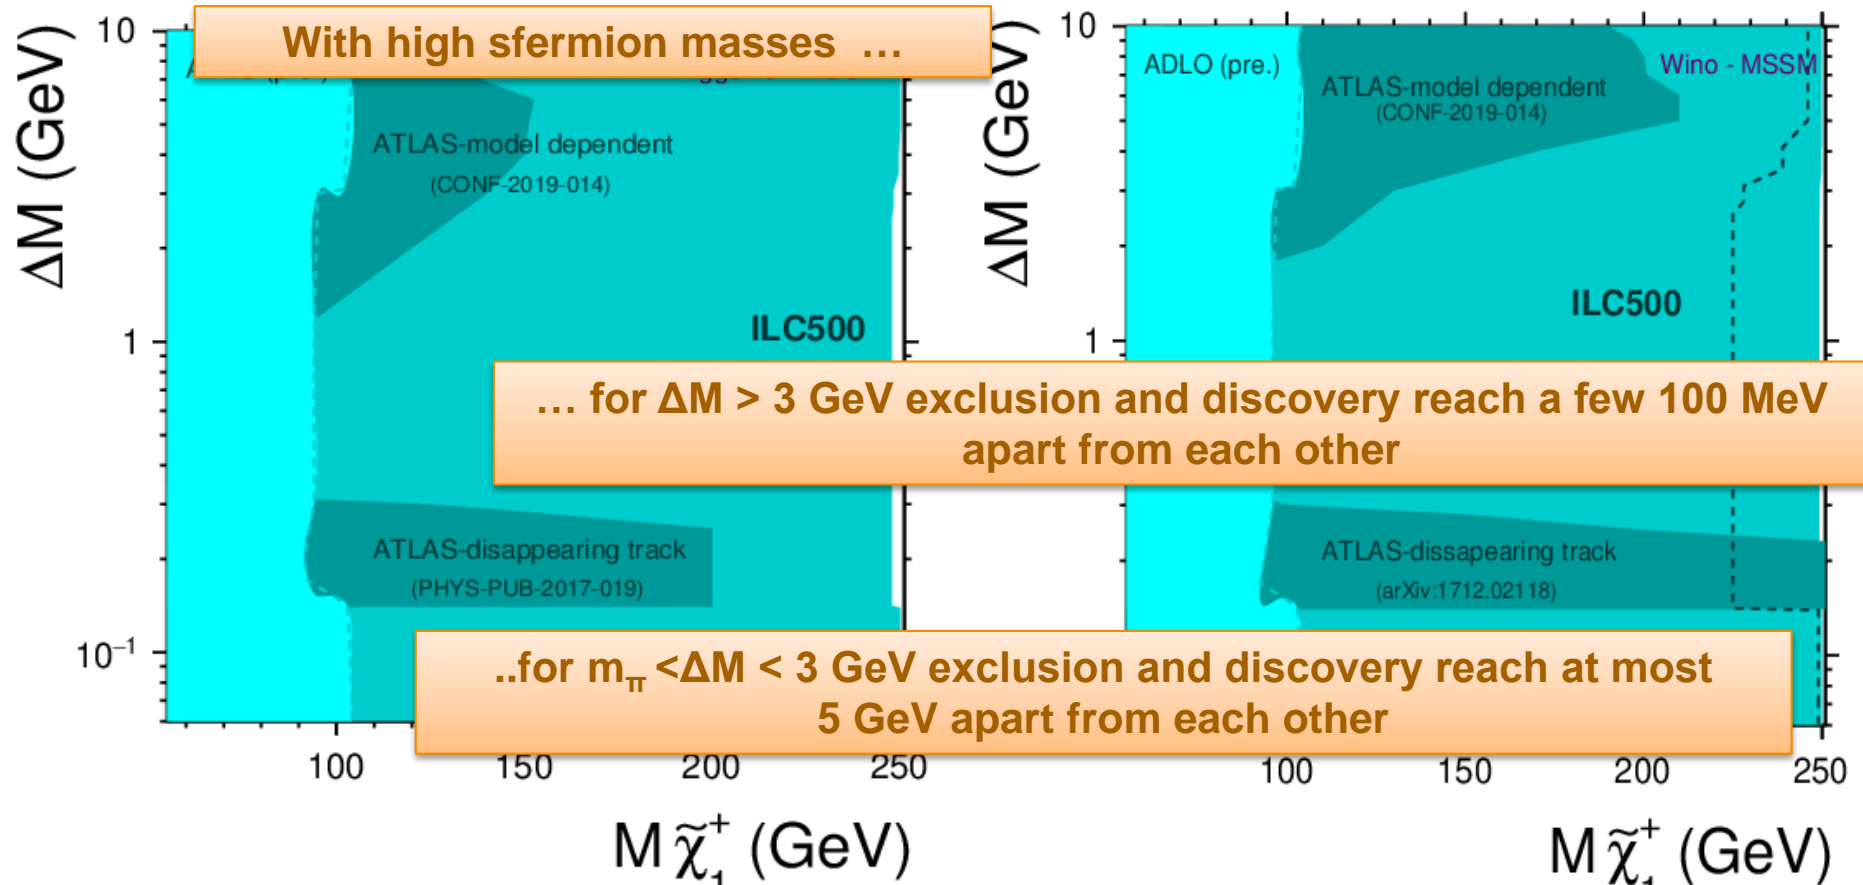 With high sfermion masses …
10
ΔM (GeV)
ATLAS-model dependent
(CONF-2019-014)
ILC500
1
ATLAS-disappearing track
(PHYS-PUB-2017-019)
10⁻¹
100 150 200 250
M χ̃₁⁺ (GeV)
10
ΔM (GeV)
ADLO (pre.)
Wino - MSSM
ATLAS-model dependent
(CONF-2019-014)
ILC500
1
… for ΔM > 3 GeV exclusion and discovery reach a few 100 MeV
apart from each other
ATLAS-dissapearing track
(arXiv:1712.02118)
..for mπ <ΔM < 3 GeV exclusion and discovery reach at most
5 GeV apart from each other
100 150 200 250
M χ̃₁⁺ (GeV)